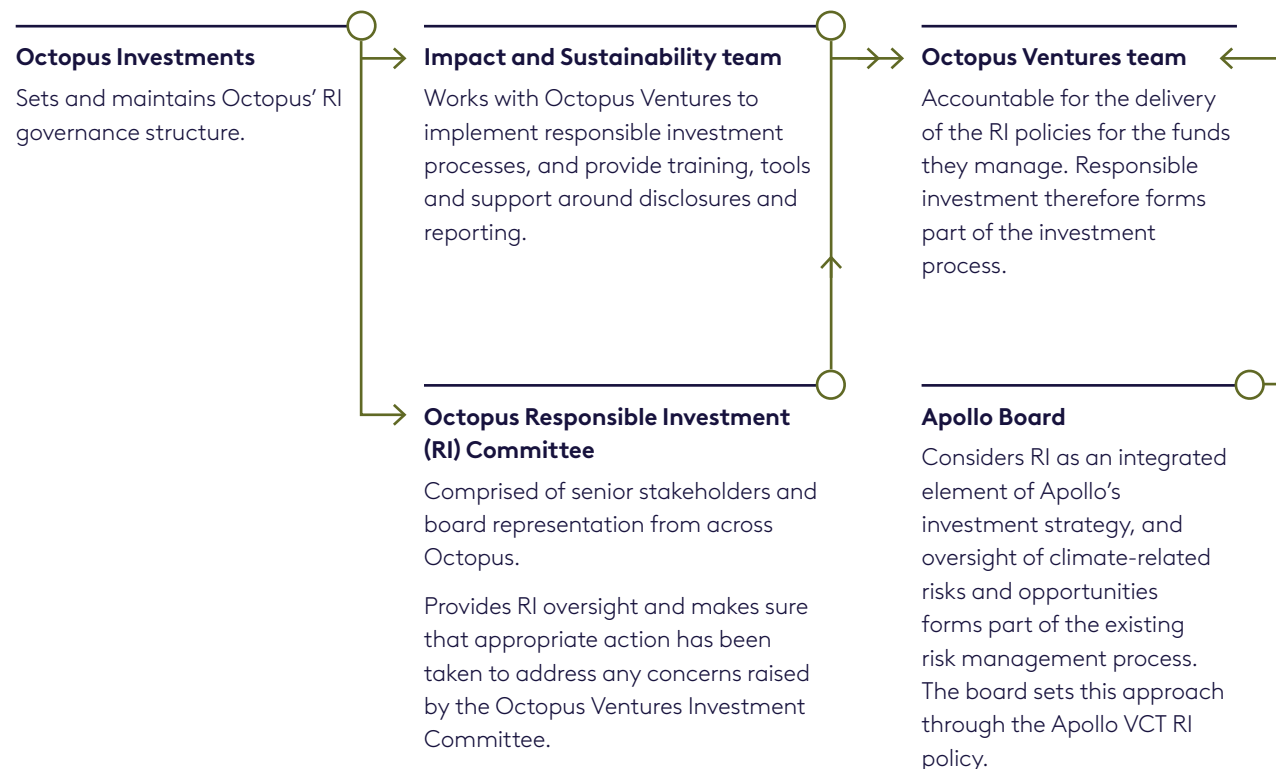 Octopus Investments
Sets and maintains Octopus’ RI
governance structure.
Impact and Sustainability team
Works with Octopus Ventures to
implement responsible investment
processes, and provide training, tools
and support around disclosures and
reporting.
Octopus Ventures team
Accountable for the delivery
of the RI policies for the funds
they manage. Responsible
investment therefore forms
part of the investment
process.
Octopus Responsible Investment
(RI) Committee
Comprised of senior stakeholders and
board representation from across
Octopus.
Provides RI oversight and makes sure
that appropriate action has been
taken to address any concerns raised
by the Octopus Ventures Investment
Committee.
Apollo Board
Considers RI as an integrated
element of Apollo’s
investment strategy, and
oversight of climate-related
risks and opportunities
forms part of the existing
risk management process.
The board sets this approach
through the Apollo VCT RI
policy.